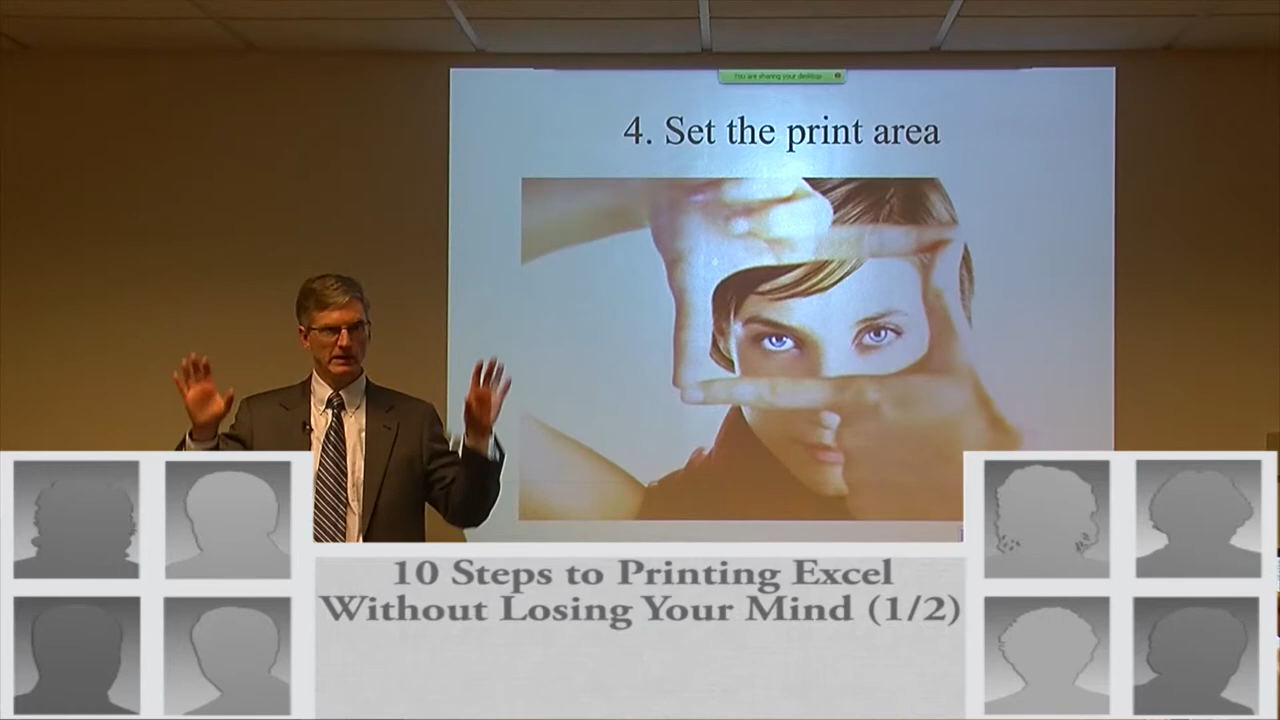 You are sharing your desktop
4. Set the print area
10 Steps to Printing Excel
Without Losing Your Mind (1/2)